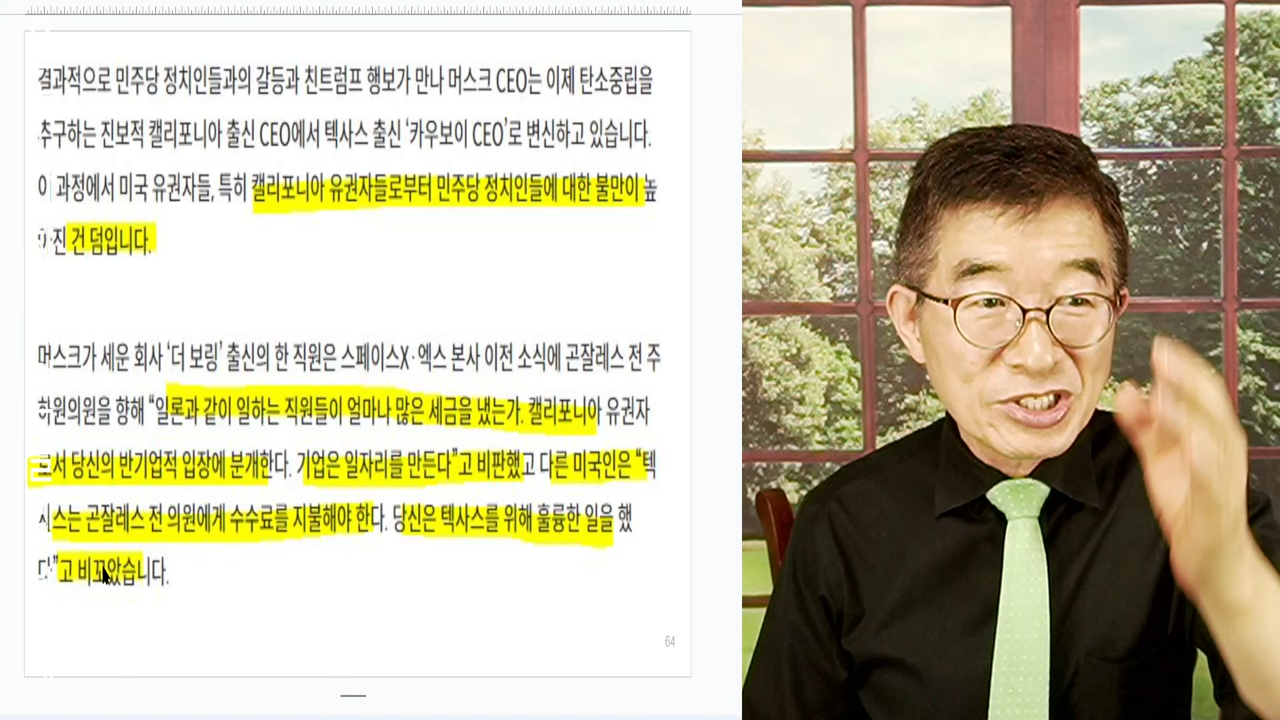 결과적으로 민주당 정치인들과의 갈등과 친트럼프 행보가 만나 머스크 CEO는 이제 탄소중립을
추구하는 진보적 캘리포니아 출신 CEO에서 텍사스 출신 ‘카우보이 CEO’로 변신하고 있습니다.
이 과정에서 미국 유권자들, 특히 캘리포니아 유권자들로부터 민주당 정치인들에 대한 불만이 높
아진 건 덤입니다.
머스크가 세운 회사 ‘더 보링’ 출신의 한 직원은 스페이스X·엑스 본사 이전 소식에 곤잘레스 전 주
하원의원을 향해 “일론과 같이 일하는 직원들이 얼마나 많은 세금을 냈는가. 캘리포니아 유권자
로서 당신의 반기업적 입장에 분개한다. 기업은 일자리를 만든다”고 비판했고 다른 미국인은 “텍
사스는 곤잘레스 전 의원에게 수수료를 지불해야 한다. 당신은 텍사스를 위해 훌륭한 일을 했
다”고 비꼬았습니다.
64